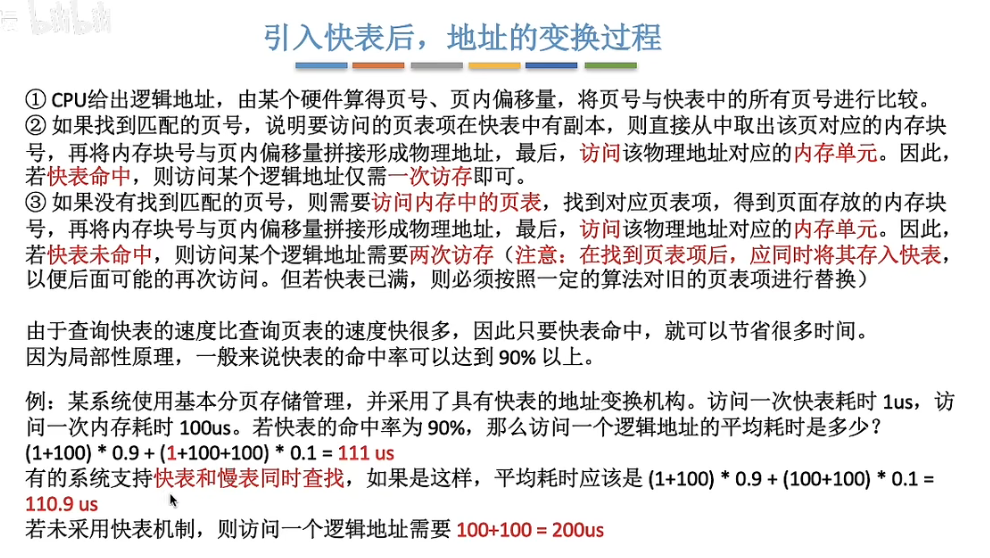 引入快表后，地址的变换过程
① CPU给出逻辑地址，由某个硬件算得页号、页内偏移量，将页号与快表中的所有页号进行比较。
② 如果找到匹配的页号，说明要访问的页表项在快表中有副本，则直接从中取出该页对应的内存块
号，再将内存块号与页内偏移量拼接形成物理地址，最后，访问该物理地址对应的内存单元。因此，
若快表命中，则访问某个逻辑地址仅需一次访存即可。
③ 如果没有找到匹配的页号，则需要访问内存中的页表，找到对应页表项，得到页面存放的内存块
号，再将内存块号与页内偏移量拼接形成物理地址，最后，访问该物理地址对应的内存单元。因此，
若快表未命中，则访问某个逻辑地址需要两次访存（注意：在找到页表项后，应同时将其存入快表，
以便后面可能的再次访问。但若快表已满，则必须按照一定的算法对旧的页表项进行替换）
由于查询快表的速度比查询页表的速度快很多，因此只要快表命中，就可以节省很多时间。
因为局部性原理，一般来说快表的命中率可以达到 90% 以上。
例：某系统使用基本分页存储管理，并采用了具有快表的地址变换机构。访问一次快表耗时 1us，访
问一次内存耗时 100us。若快表的命中率为 90%，那么访问一个逻辑地址的平均耗时是多少？
(1+100) * 0.9 + (1+100+100) * 0.1 = 111 us
有的系统支持快表和慢表同时查找，如果是这样，平均耗时应该是 (1+100) * 0.9 + (100+100) * 0.1 =
110.9 us
若未采用快表机制，则访问一个逻辑地址需要 100+100 = 200us